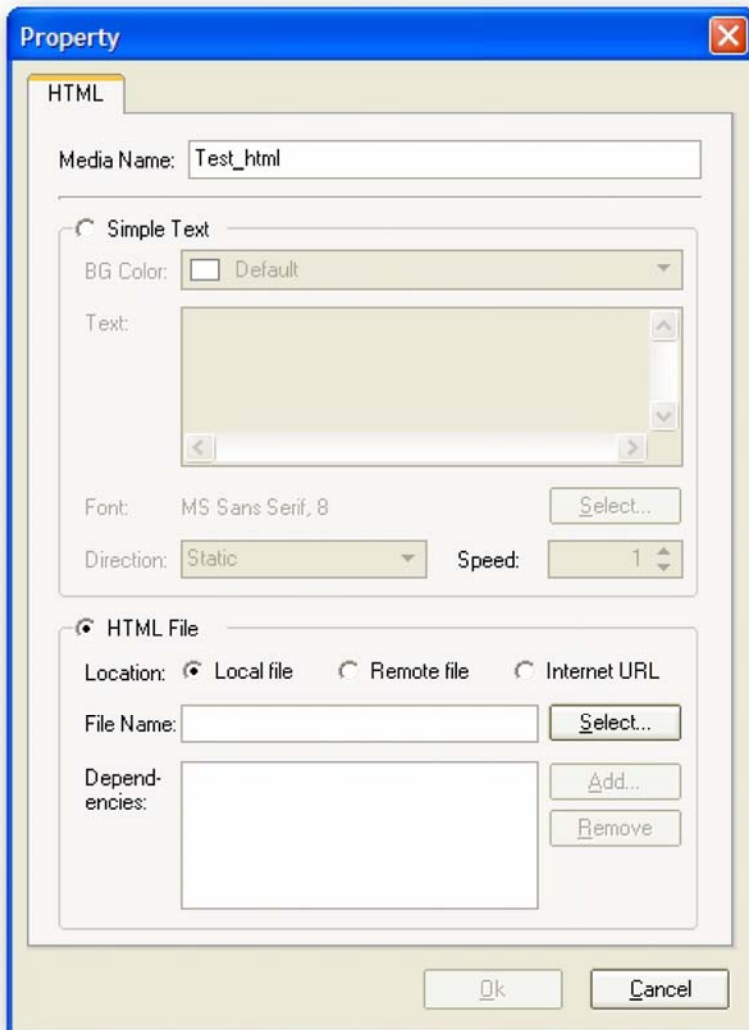 Property
HTML
Media Name: Test_html
Simple Text
BG Color: Default
Text:
Font: MS Sans Serif, 8 Select...
Direction: Static Speed: 1
HTML File
Location: Local file Remote file Internet URL
File Name: Select...
Depend-
encies:
Add...
Remove
Ok Cancel